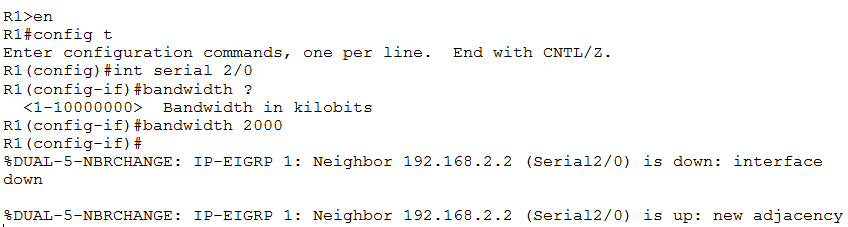 R1>en
R1#config t
Enter configuration commands, one per line.  End with CNTL/Z.
R1(config)#int serial 2/0
R1(config-if)#bandwidth ?
  <1-10000000>  Bandwidth in kilobits
R1(config-if)#bandwidth 2000
R1(config-if)#
%DUAL-5-NBRCHANGE: IP-EIGRP 1: Neighbor 192.168.2.2 (Serial2/0) is down: interface
down
%DUAL-5-NBRCHANGE: IP-EIGRP 1: Neighbor 192.168.2.2 (Serial2/0) is up: new adjacency